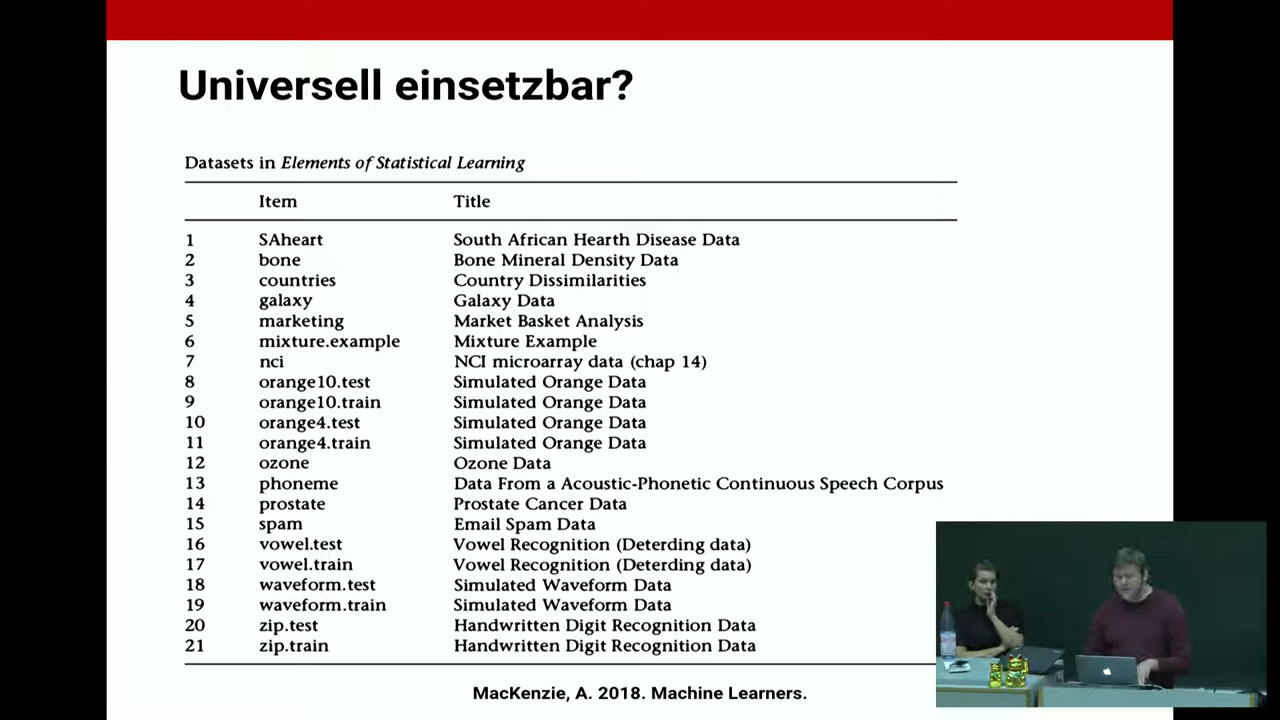 Universell einsetzbar?
Datasets in Elements of Statistical Learning
Item Title
1 SAheart South African Hearth Disease Data
2 bone Bone Mineral Density Data
3 countries Country Dissimilarities
4 galaxy Galaxy Data
5 marketing Market Basket Analysis
6 mixture.example Mixture Example
7 nci NCI microarray data (chap 14)
8 orange10.test Simulated Orange Data
9 orange10.train Simulated Orange Data
10 orange4.test Simulated Orange Data
11 orange4.train Simulated Orange Data
12 ozone Ozone Data
13 phoneme Data From a Acoustic-Phonetic Continuous Speech Corpus
14 prostate Prostate Cancer Data
15 spam Email Spam Data
16 vowel.test Vowel Recognition (Deterding data)
17 vowel.train Vowel Recognition (Deterding data)
18 waveform.test Simulated Waveform Data
19 waveform.train Simulated Waveform Data
20 zip.test Handwritten Digit Recognition Data
21 zip.train Handwritten Digit Recognition Data
MacKenzie, A. 2018. Machine Learners.